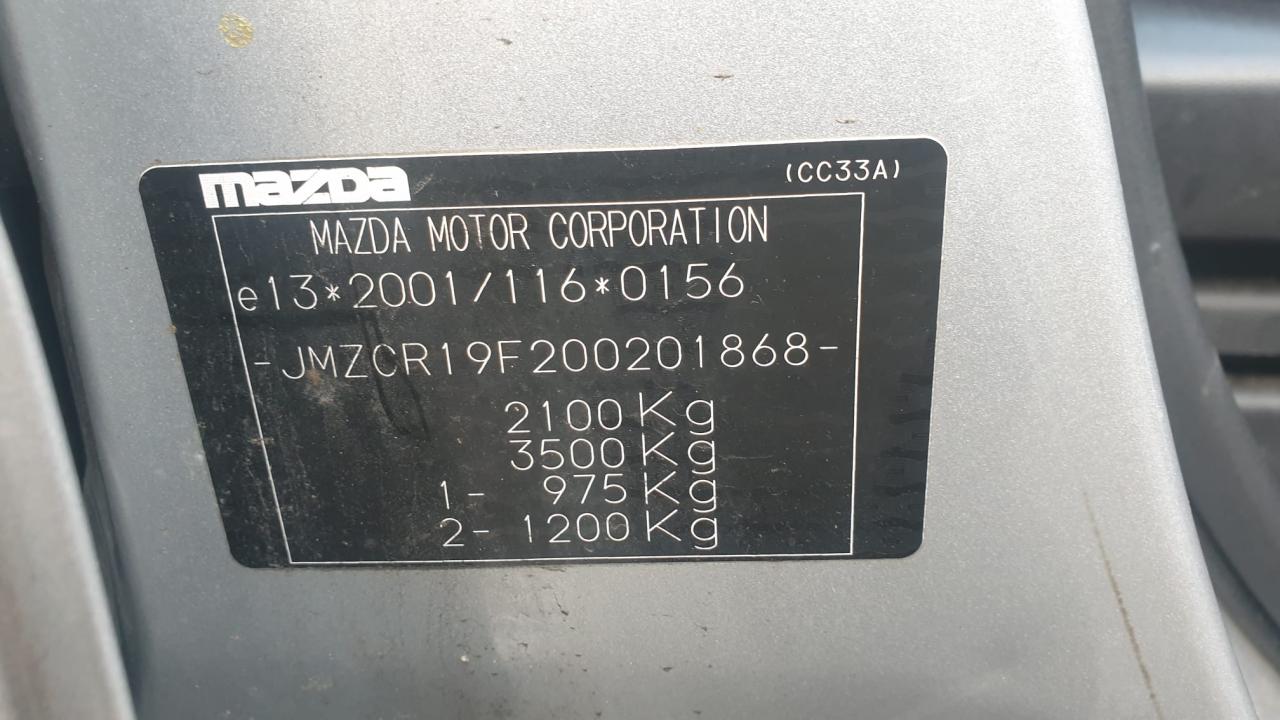 mazda
(CC33A)
MAZDA MOTOR CORPORATION
e13*2001/116*0156
-JMZCR19F200201868-
2100Kg
3500Kg
1- 975Kg
2- 1200Kg